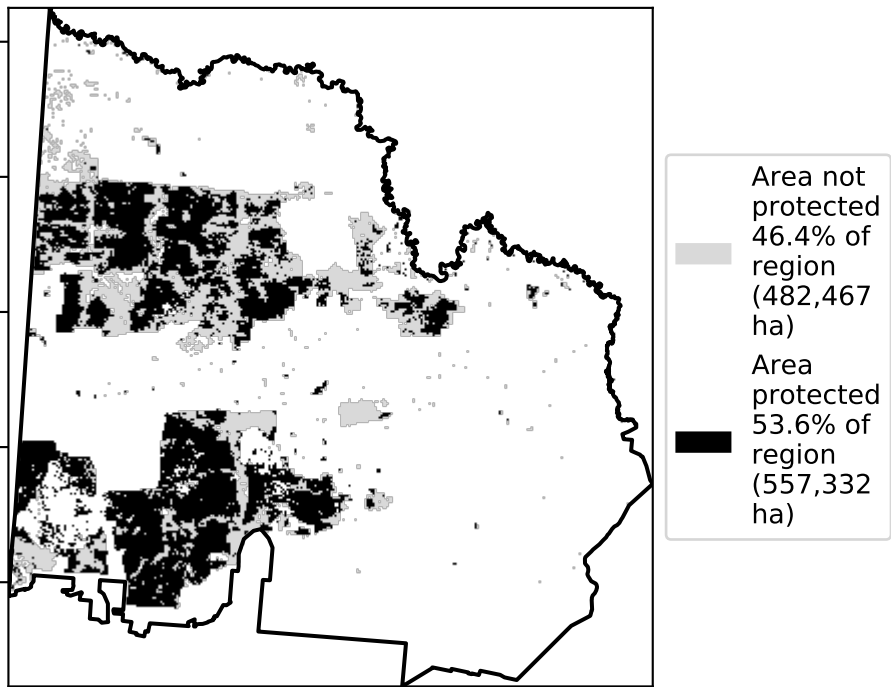 Area not
protected
46.4% of
region
(482,467
ha)
Area
protected
53.6% of
region
(557,332
ha)